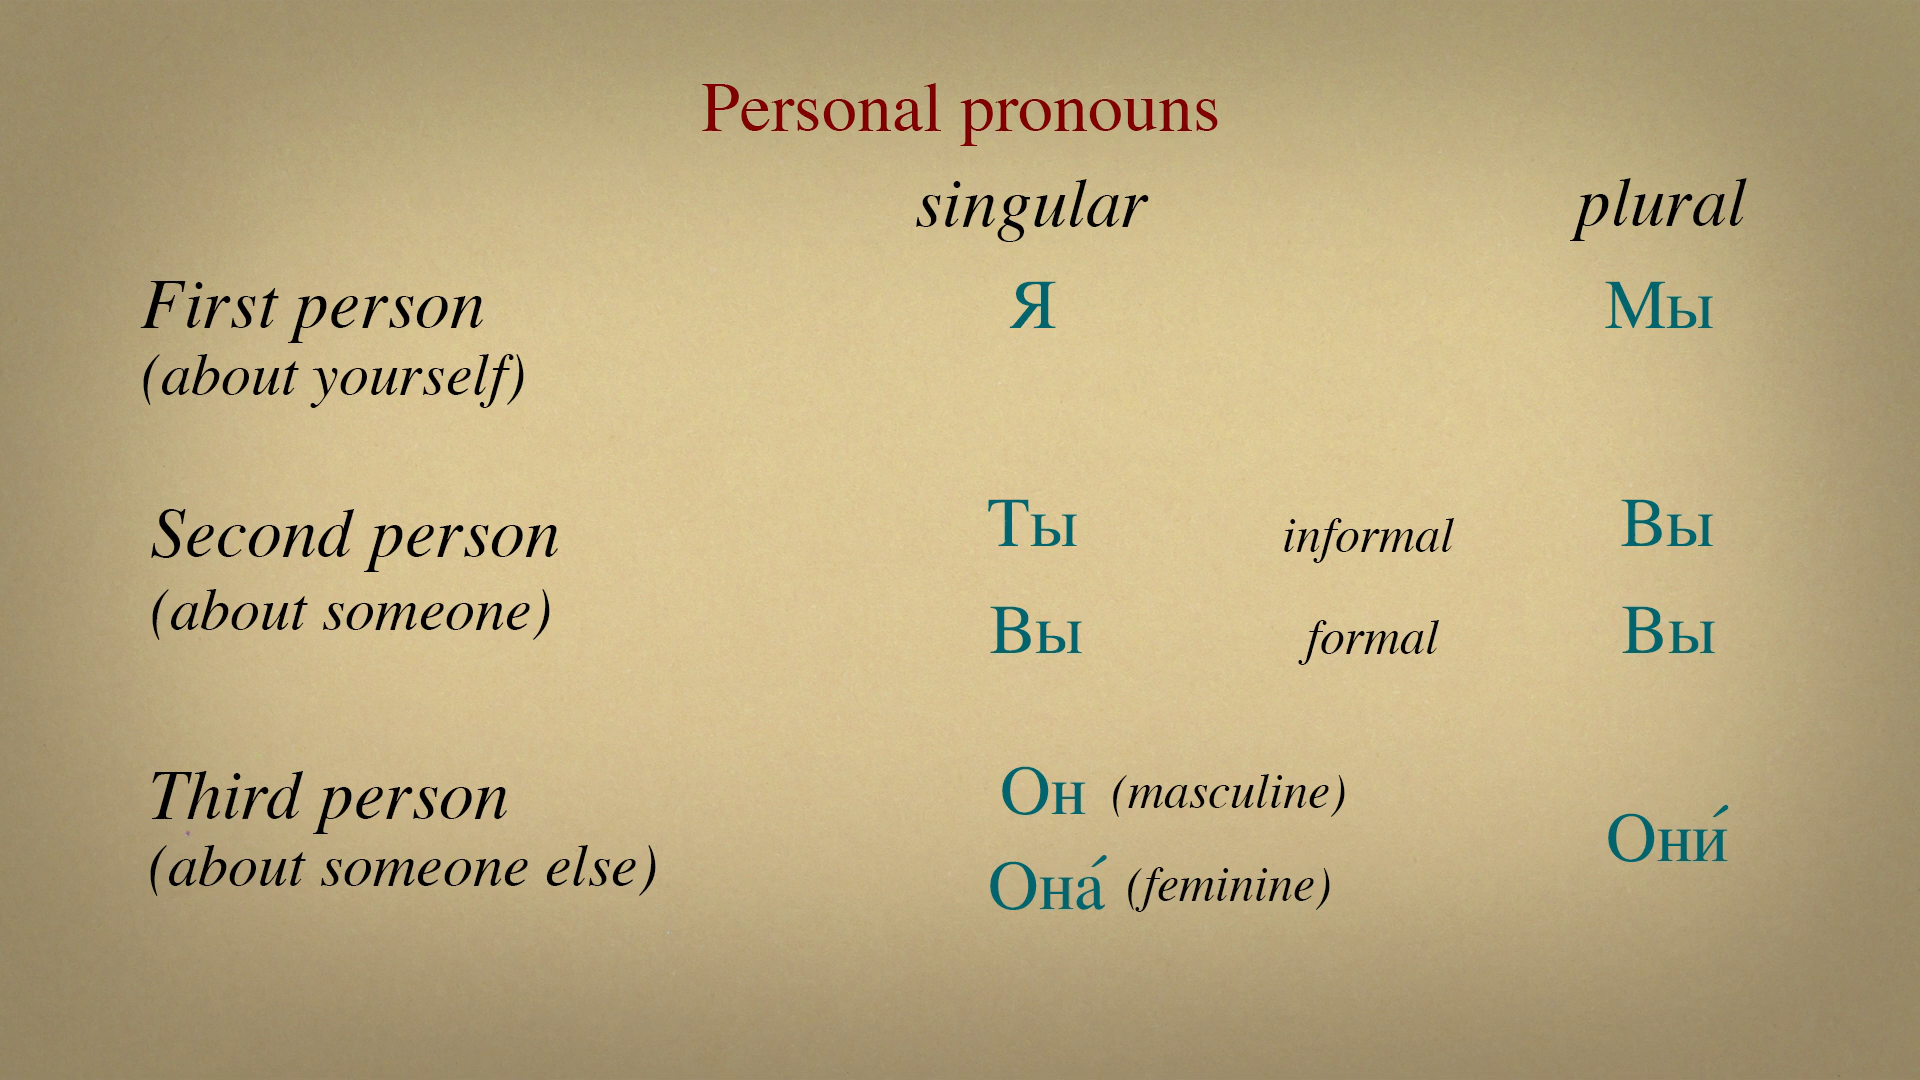 Personal pronouns
singular plural
First person Я Мы
(about yourself)
Second person Ты informal Вы
(about someone) Вы formal Вы
Third person Он (masculine) Они́
(about someone else) Она́ (feminine)